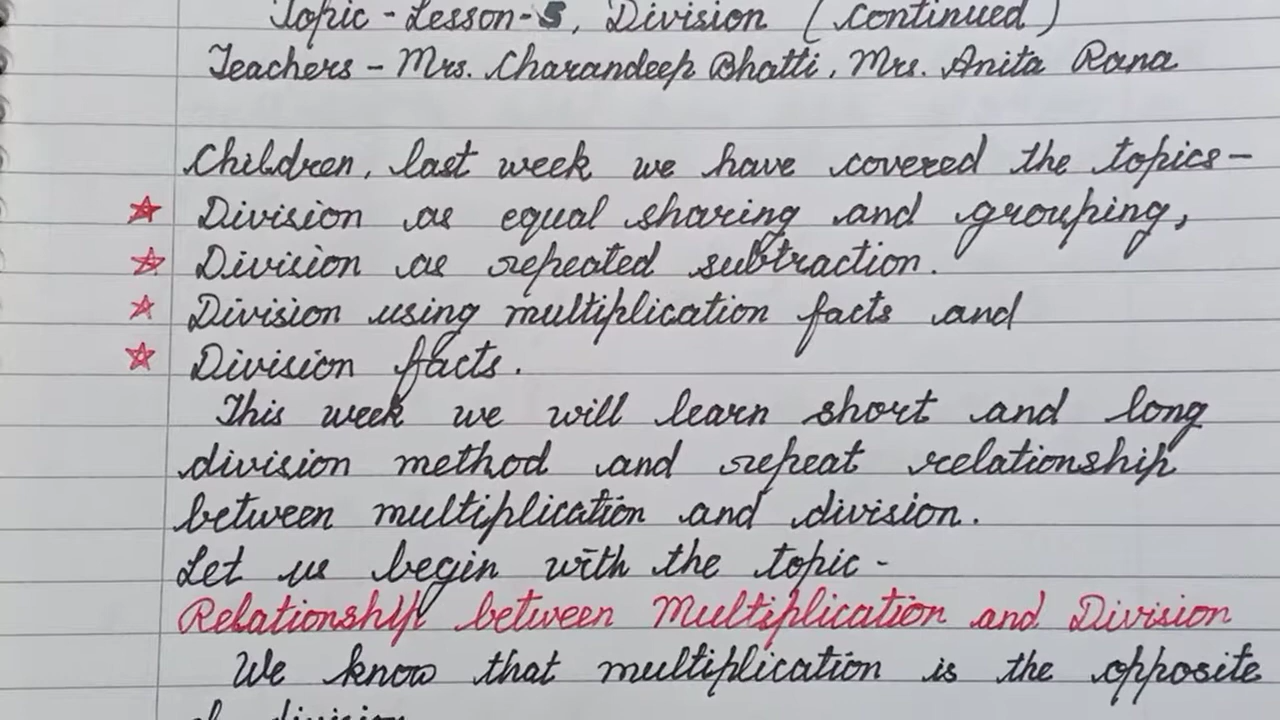 Topic - Lesson-5, Division (Continued)
Teachers - Mrs. Charandeep Bhatti, Mrs. Anita Rana
Children, last week we have covered the topics-
Division as equal sharing and grouping,
Division as repeated subtraction.
Division using multiplication facts and
Division facts.
This week we will learn short and long
division method and repeat relationship
between multiplication and division.
Let us begin with the topic -
Relationship between Multiplication and Division
We know that multiplication is the opposite
of division